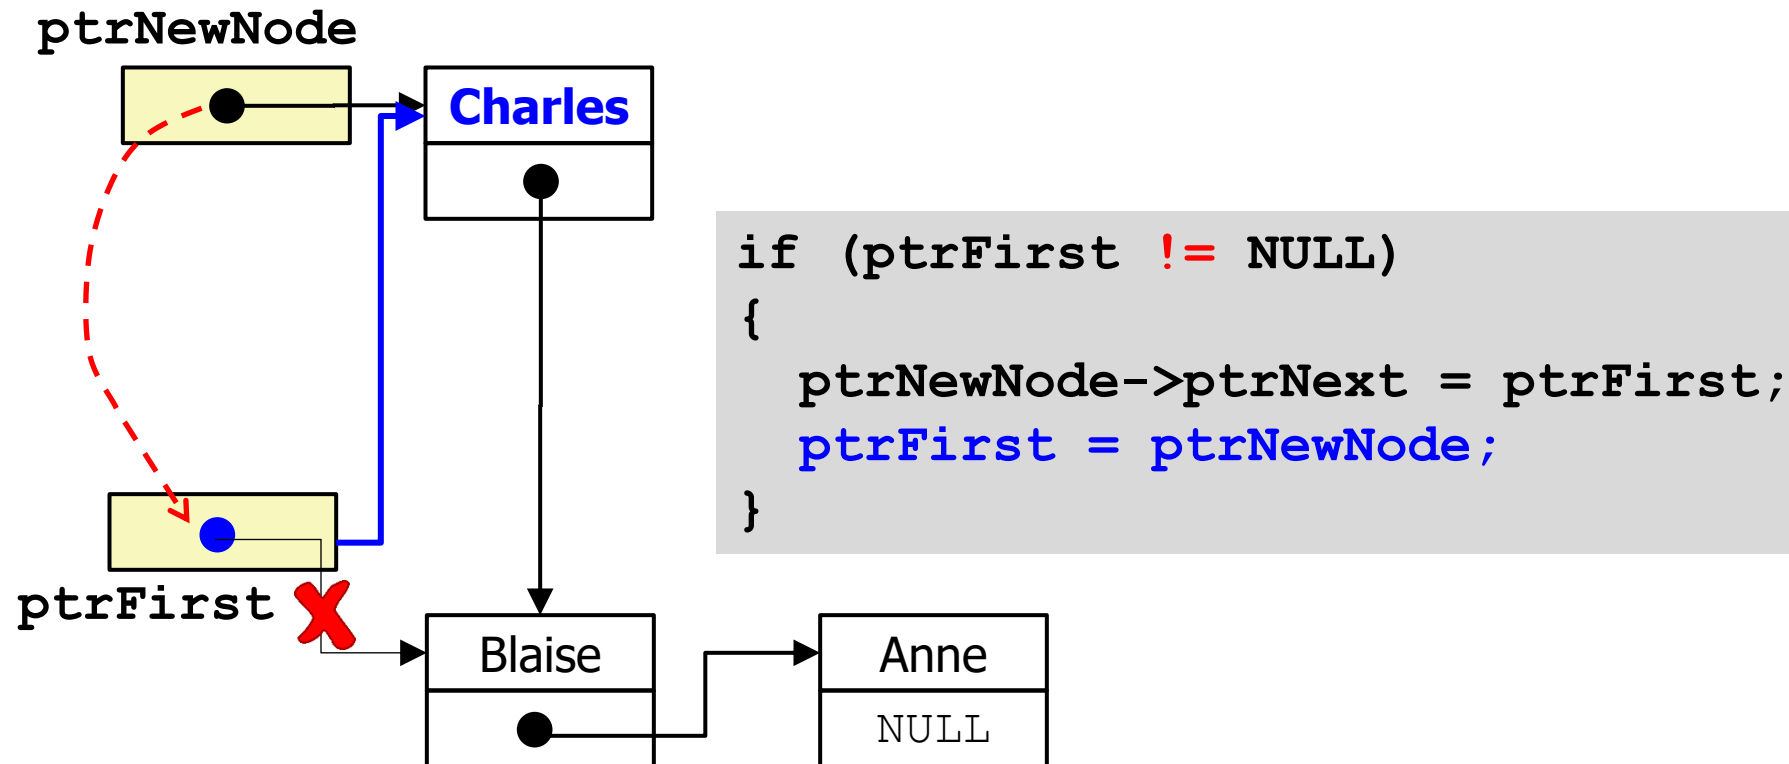 ptrNewNode
Charles
if (ptrFirst != NULL)
{
ptrNewNode->ptrNext = ptrFirst;
ptrFirst = ptrNewNode;
}
ptrFirst
Blaise
Anne
NULL